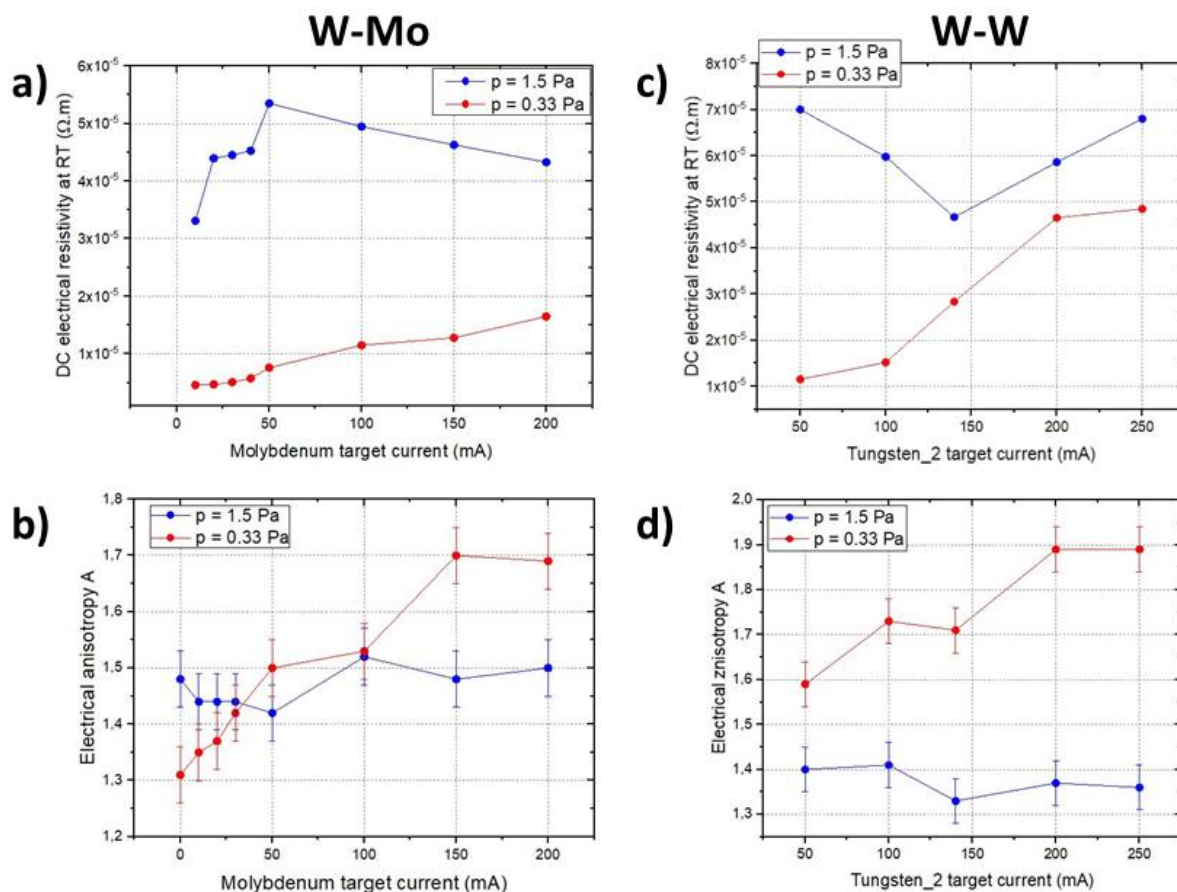 W-Mo
a)
p = 1.5 Pa
p = 0.33 Pa
6x10-5
5x10-5
4x10-5
3x10-5
2x10-5
1x10-5
DC electrical resistivity at RT (Ω.m)
0 50 100 150 200
Molybdenum target current (mA)
W-W
c)
p = 1.5 Pa
p = 0.33 Pa
8x10-5
7x10-5
6x10-5
5x10-5
4x10-5
3x10-5
2x10-5
1x10-5
DC electrical resistivity at RT (Ω.m)
50 100 150 200 250
Tungsten_2 target current (mA)
b)
p = 1.5 Pa
p = 0.33 Pa
1,8
1,7
1,6
1,5
1,4
1,3
1,2
Electrical anisotropy A
0 50 100 150 200
Molybdenum target current (mA)
d)
p = 1.5 Pa
p = 0.33 Pa
2,0
1,9
1,8
1,7
1,6
1,5
1,4
1,3
Electrical znisotropy A
50 100 150 200 250
Tungsten_2 target current (mA)